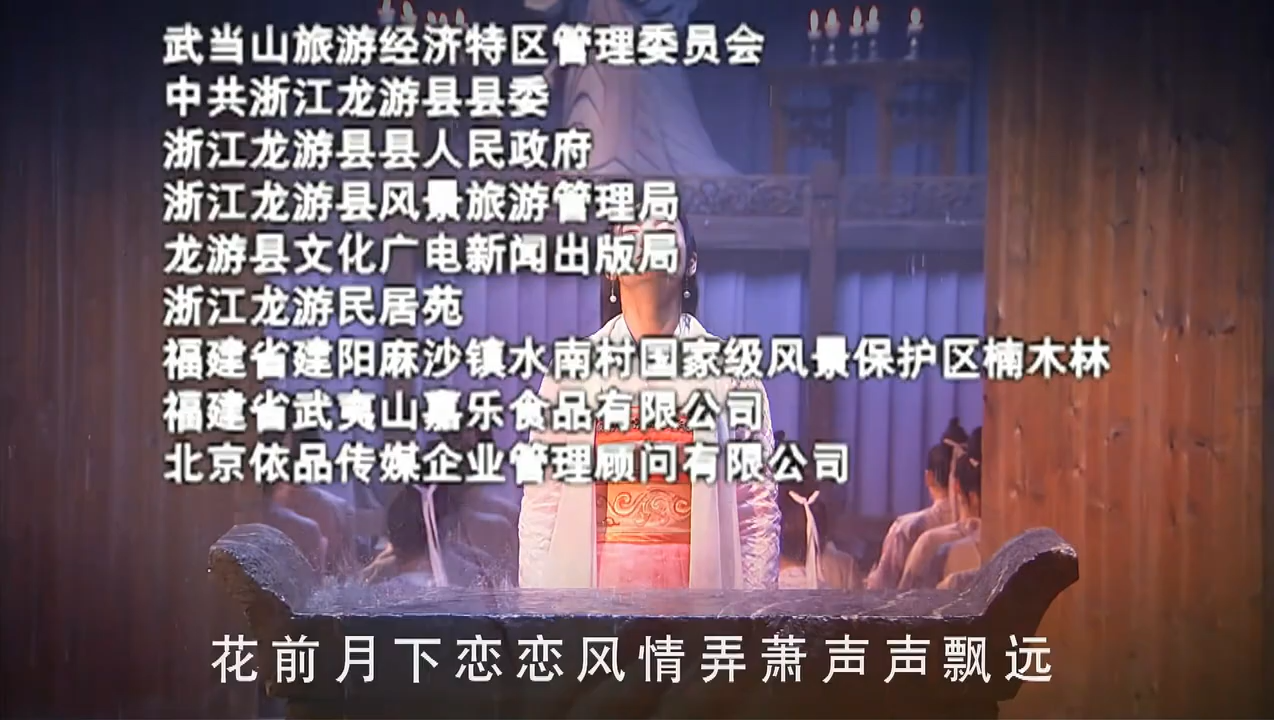 武当山旅游经济特区管理委员会
中共浙江龙游县县委
浙江龙游县县人民政府
浙江龙游县风景旅游管理局
龙游县文化广电新闻出版局
浙江龙游民居苑
福建省建阳麻沙镇水南村国家级风景保护区楠木林
福建省武夷山嘉乐食品有限公司
北京依品传媒企业管理顾问有限公司
花前月下恋恋风情弄萧声声飘远